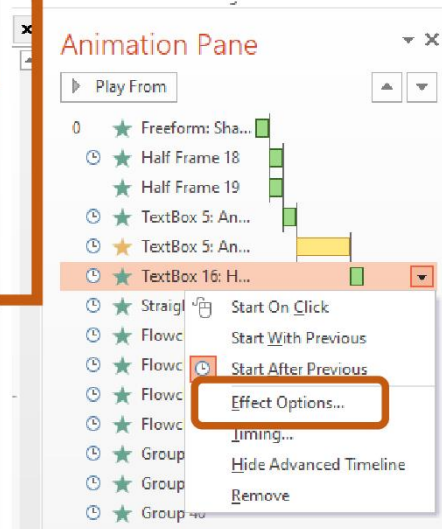 Animation Pane
Play From
0 Freeform: Sha...
Half Frame 18
Half Frame 19
TextBox 5: An...
TextBox 5: An...
TextBox 16: H...
Straigl
Start On Click
Start With Previous
Flowc
Flowc
Start After Previous
Flowc
Effect Options...
Flowc
Timing...
Group
Hide Advanced Timeline
Group
Remove
Group 40